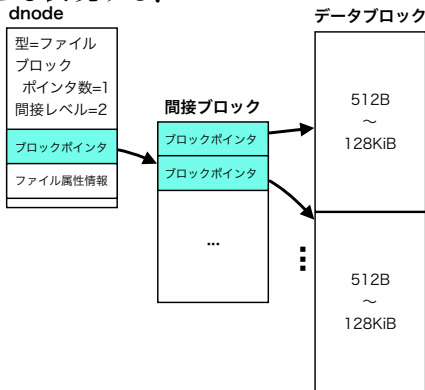 dnode
型=ファイル
ブロック
ポインタ数=1
間接レベル=2
ブロックポインタ
ファイル属性情報
間接ブロック
ブロックポインタ
ブロックポインタ
...
データブロック
512B
〜
128KiB
⋮
512B
〜
128KiB